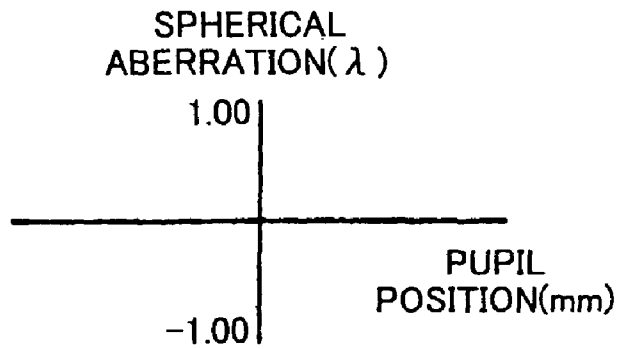 SPHERICAL
ABERRATION(λ)
1.00
PUPIL
POSITION(mm)
-1.00